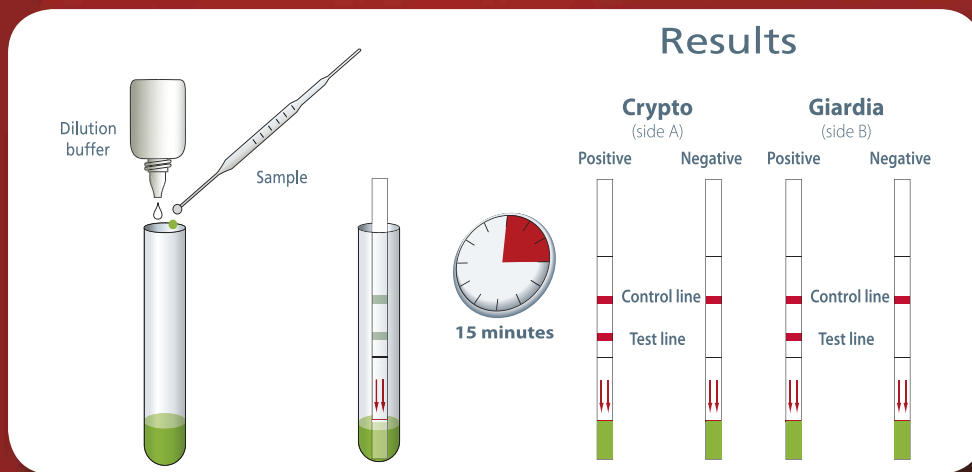 Results
Dilution
buffer
Sample
15 minutes
Crypto
(side A)
Positive
Negative
Control line
Test line
Giardia
(side B)
Positive
Negative
Control line
Test line